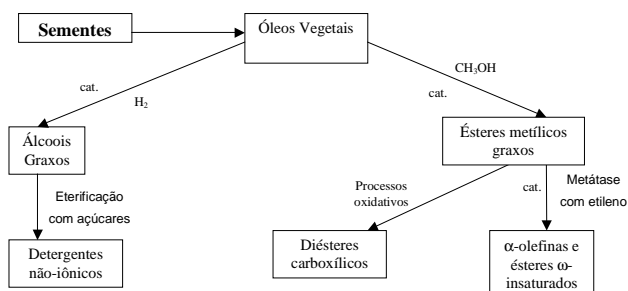 Sementes
Óleos Vegetais
cat.
H₂
CH₃OH
cat.
Álcoois
Graxos
Ésteres metílicos
graxos
Eterificação
com açúcares
Processos
oxidativos
cat.
Metátase
com etileno
Detergentes
não-iônicos
Diésteres
carboxílicos
α-olefinas e
ésteres ω-
insaturados